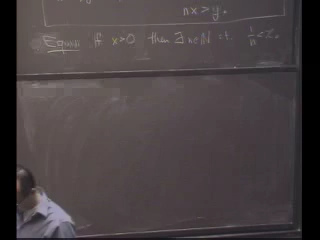 nx > y.
Equiv: If x>0 then ∃ n∈ℕ s.t. 1/n < x.